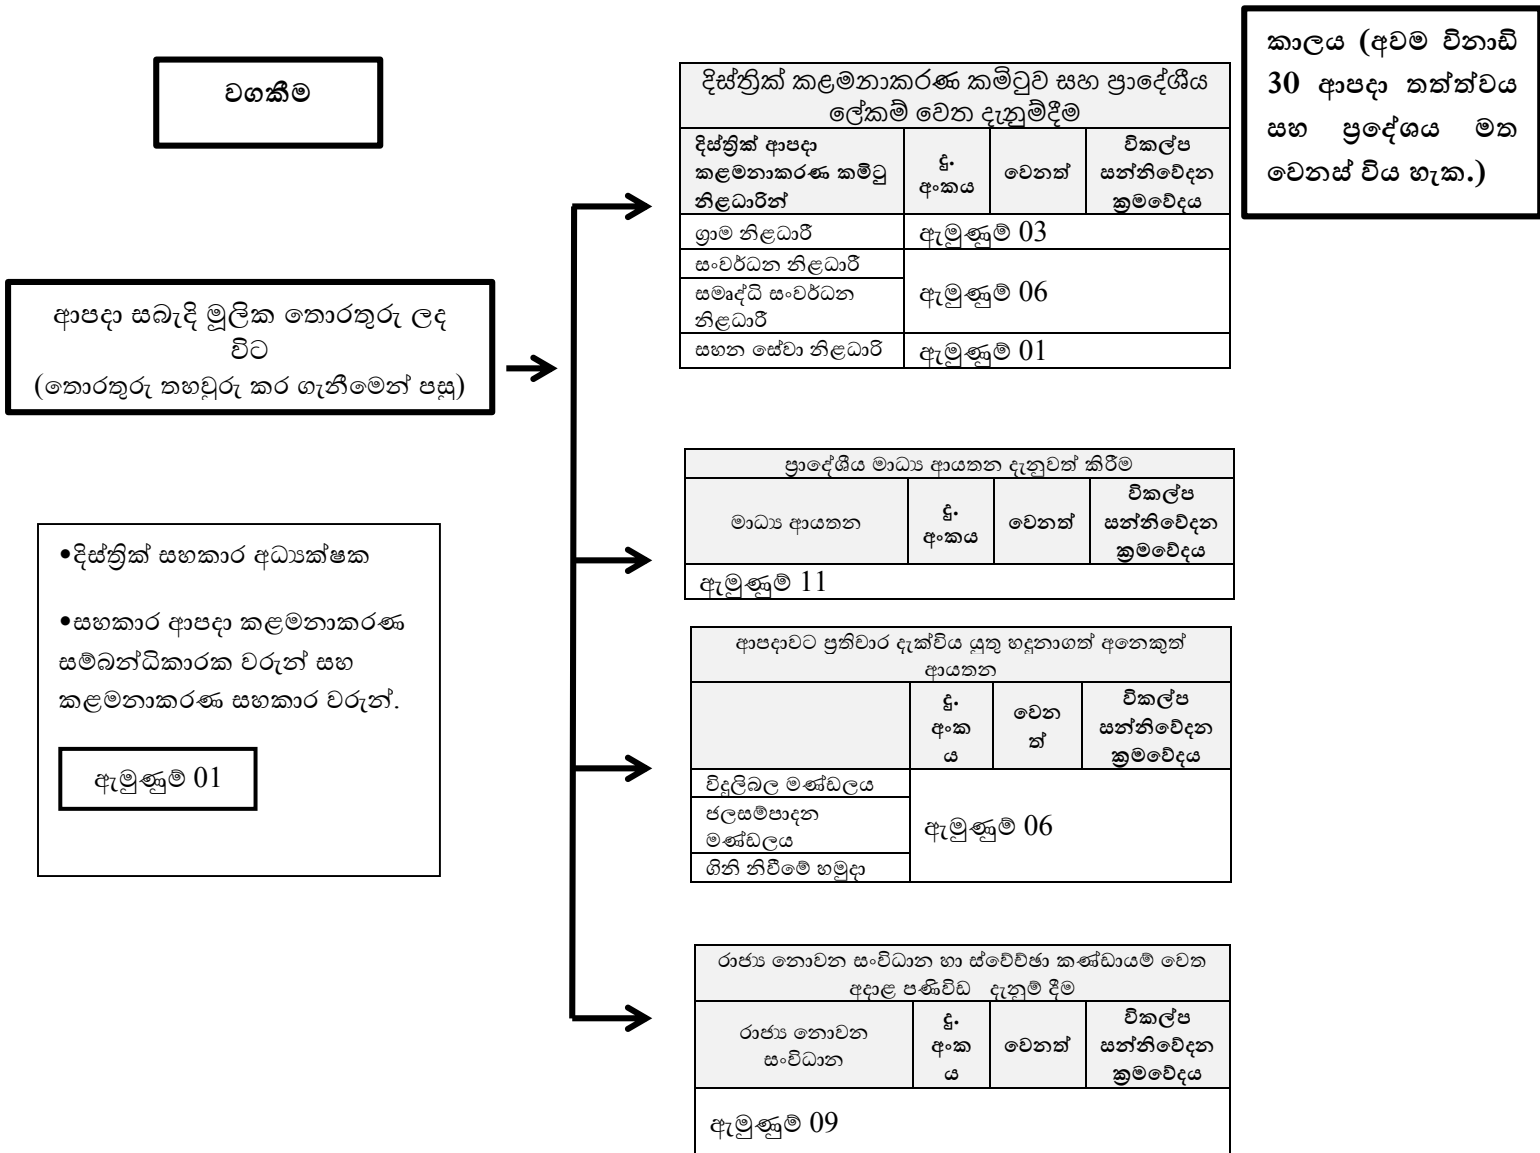 වගකීම
කාලය (අවම විනාඩි
30 ආපදා තත්ත්වය
සහ ප්‍රදේශය මත
වෙනස් විය හැක.)
ආපදා සබැදි මූලික තොරතුරු ලද
විට
(තොරතුරු තහවුරු කර ගැනීමෙන් පසු)
•දිස්ත්‍රික් සහකාර අධ්‍යක්ෂක
•සහකාර ආපදා කළමනාකරණ
සම්බන්ධිකාරක වරුන් සහ
කළමනාකරණ සහකාර වරුන්.
ඇමුණුම් 01
දිස්ත්‍රික් කළමනාකරණ කමිටුව සහ ප්‍රාදේශීය
ලේකම් වෙත දැනුම්දීම
දිස්ත්‍රික් ආපදා
කළමනාකරණ කමිටු
නිළධාරින්
දු.
අංකය
වෙනත්
විකල්ප
සන්නිවේදන
ක්‍රමවේදය
ග්‍රාම නිළධාරී
ඇමුණුම් 03
සංවර්ධන නිළධාරී
සමෘද්ධි සංවර්ධන
නිළධාරී
ඇමුණුම් 06
සහන සේවා නිළධාරි
ඇමුණුම් 01
ප්‍රාදේශීය මාධ්‍ය ආයතන දැනුවත් කිරීම
මාධ්‍ය ආයතන
දු.
අංකය
වෙනත්
විකල්ප
සන්නිවේදන
ක්‍රමවේදය
ඇමුණුම් 11
ආපදාවට ප්‍රතිචාර දැක්විය යුතු හඳුනාගත් අනෙකුත්
ආයතන
දු.
අංක
ය
වෙන
ත්
විකල්ප
සන්නිවේදන
ක්‍රමවේදය
විදුලිබල මණ්ඩලය
ජලසම්පාදන
මණ්ඩලය
ගිනි නිවීමේ හමුදා
ඇමුණුම් 06
රාජ්‍ය නොවන සංවිධාන හා ස්වේච්ඡා කණ්ඩායම් වෙත
අදාළ පණිවිඩ දැනුම් දීම
රාජ්‍ය නොවන
සංවිධාන
දු.
අංක
ය
වෙනත්
විකල්ප
සන්නිවේදන
ක්‍රමවේදය
ඇමුණුම් 09